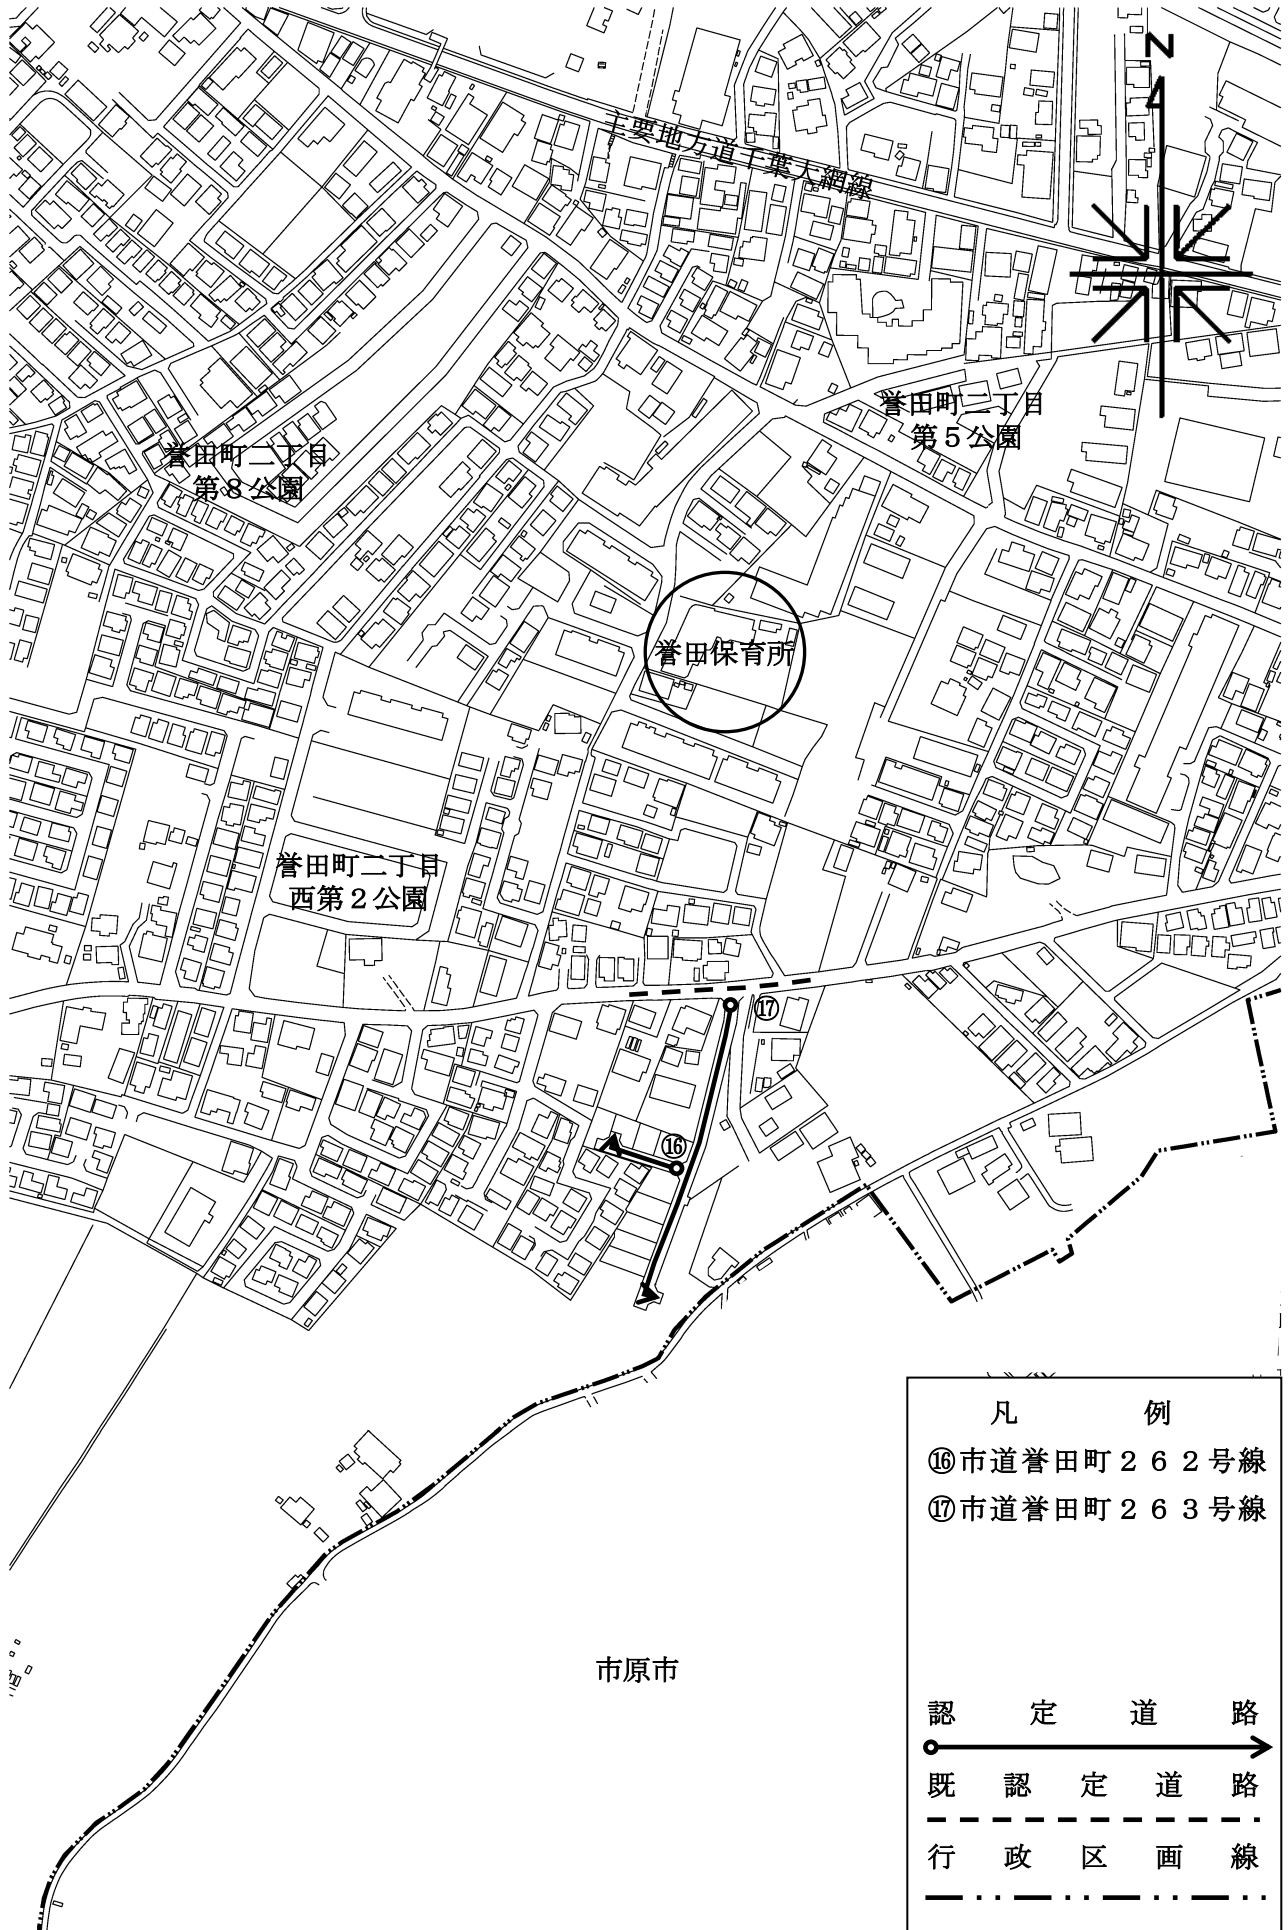 N
主要地方道千葉大網線
誉田町二丁目
第５公園
誉田町二丁目
第８公園
誉田保育所
誉田町二丁目
西第２公園
⑰
⑯
市原市
凡例
⑯市道誉田町２６２号線
⑰市道誉田町２６３号線
認定道路
既認定道路
行政区画線